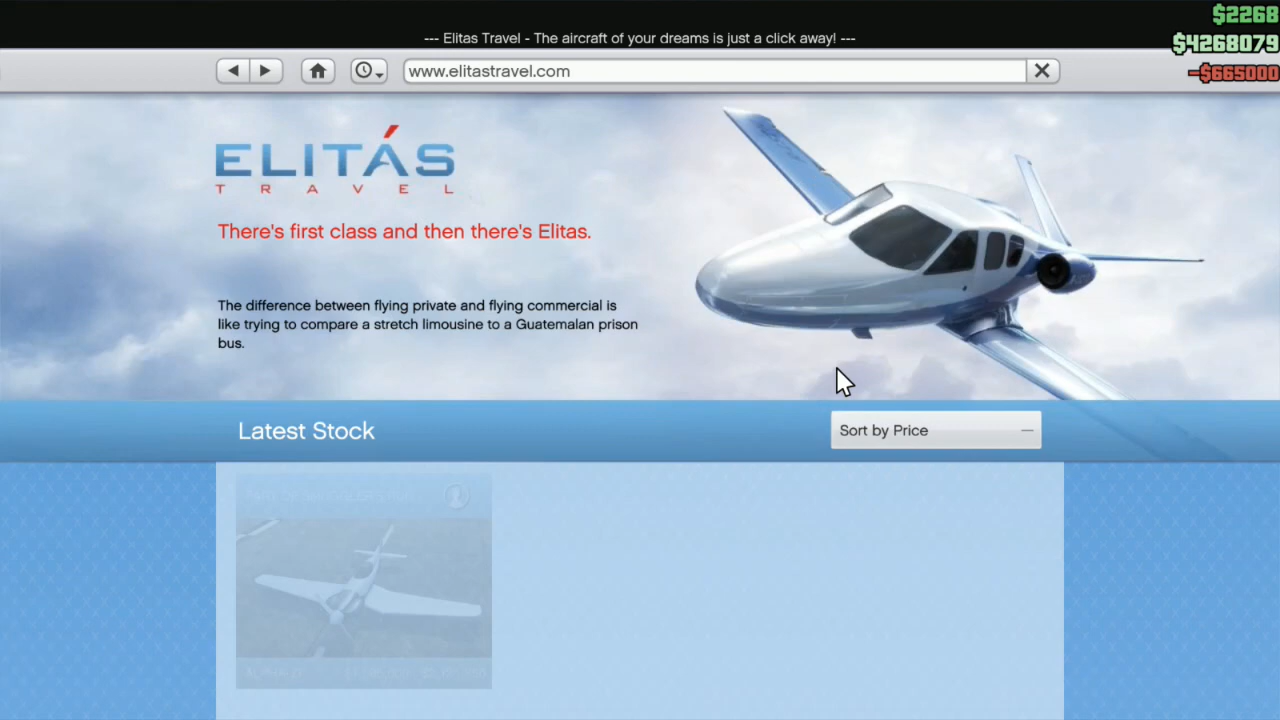 $2268
--- Elitas Travel - The aircraft of your dreams is just a click away! ---
$4268079
-$665000
www.elitastravel.com
ELITÁS
TRAVEL
There's first class and then there's Elitas.
The difference between flying private and flying commercial is
like trying to compare a stretch limousine to a Guatemalan prison
bus.
Latest Stock
Sort by Price